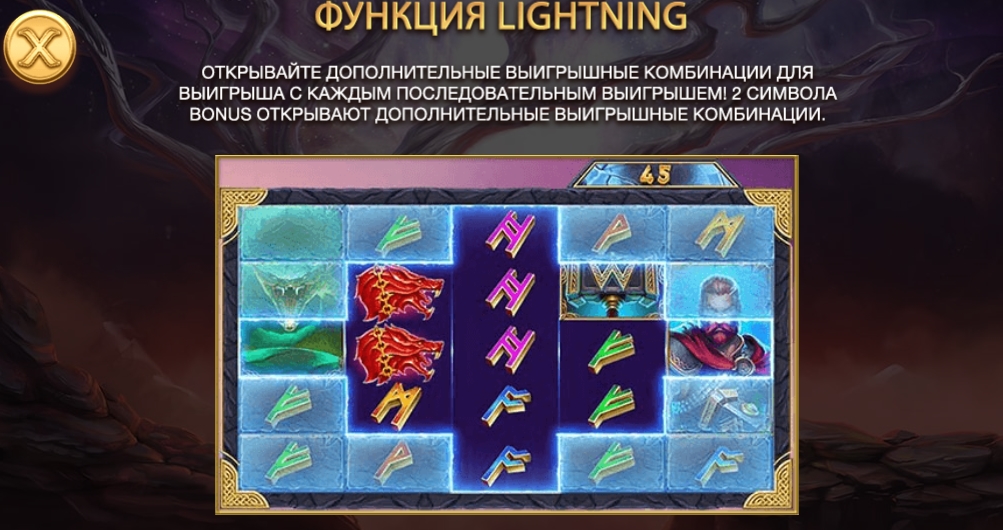 ФУНКЦИЯ LIGHTNING
ОТКРЫВАЙТЕ ДОПОЛНИТЕЛЬНЫЕ ВЫИГРЫШНЫЕ КОМБИНАЦИИ ДЛЯ
ВЫИГРЫША С КАЖДЫМ ПОСЛЕДОВАТЕЛЬНЫМ ВЫИГРЫШЕМ! 2 СИМВОЛА
BONUS ОТКРЫВАЮТ ДОПОЛНИТЕЛЬНЫЕ ВЫИГРЫШНЫЕ КОМБИНАЦИИ.
45
W